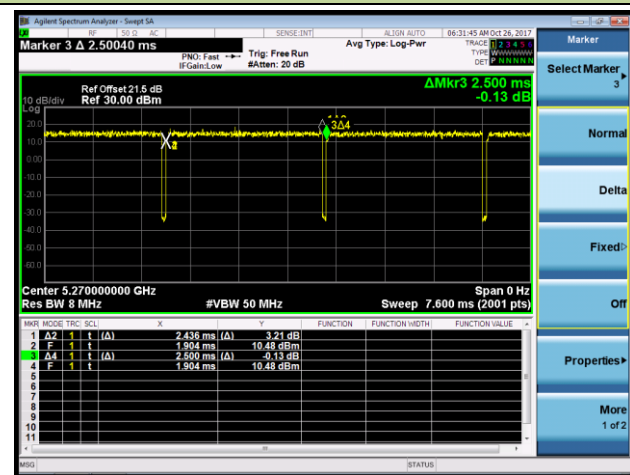 Agilent Spectrum Analyzer - Swept SA
RF 50 Ω AC SENSE:INT ALIGN AUTO 06:31:45 AM Oct 26, 2017
Marker 3 Δ 2.50040 ms
PNO: Fast
IFGain:Low
Trig: Free Run
#Atten: 20 dB
Avg Type: Log-Pwr
TRACE 1 2 3 4 5 6
TYPE WWWWWW
DET P N N N N N
Marker
Select Marker
3
Normal
Delta
Fixed
Off
Properties
More
1 of 2
Ref Offset 21.5 dB
Ref 30.00 dBm
10 dB/div
Log
ΔMkr3 2.500 ms
-0.13 dB
20.0
10.0
0.00
-10.0
-20.0
-30.0
-40.0
-50.0
-60.0
3Δ4
Center 5.270000000 GHz
Span 0 Hz
Res BW 8 MHz
#VBW 50 MHz
Sweep 7.600 ms (2001 pts)
MKR MODE TRC SCL X Y FUNCTION FUNCTION WIDTH FUNCTION VALUE
1 Δ2 1 t (Δ) 2.436 ms (Δ) 3.21 dB
2 F 1 t 1.904 ms 10.48 dBm
3 Δ4 1 t (Δ) 2.500 ms (Δ) -0.13 dB
4 F 1 t 1.904 ms 10.48 dBm
5
6
7
8
9
10
11
MSG
STATUS